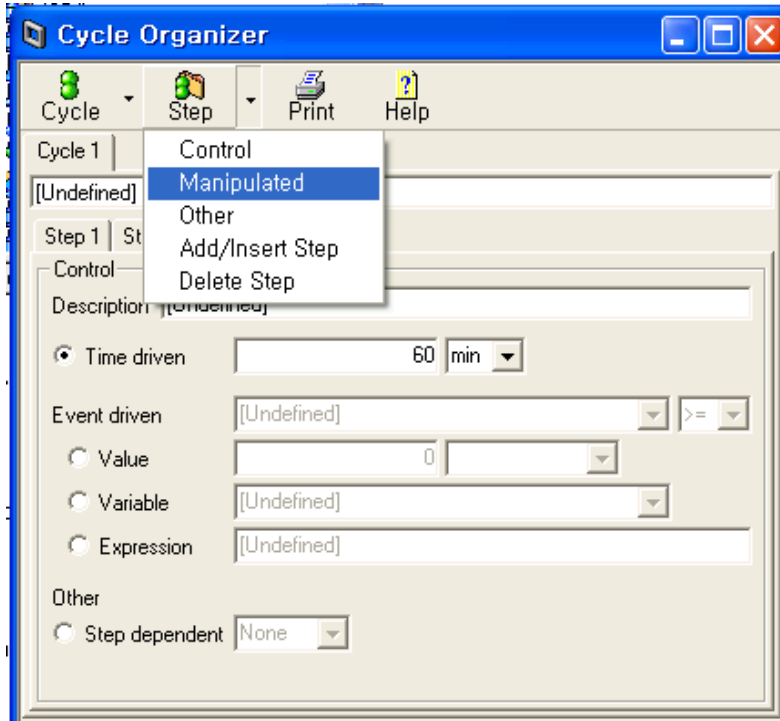 Cycle Organizer
Cycle Step Print Help
Cycle 1
Control
[Undefined]
Manipulated
Other
Step 1 St
Add/Insert Step
Control
Delete Step
Description
Time driven 60 min
Event driven [Undefined] >=
Value 0
Variable [Undefined]
Expression [Undefined]
Other
Step dependent None